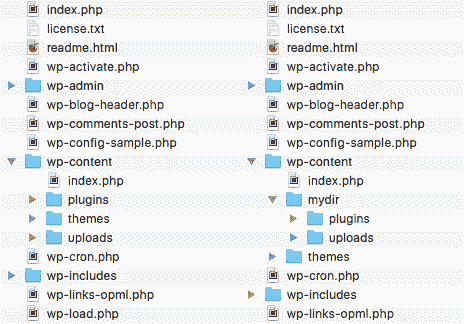 index.php
license.txt
readme.html
wp-activate.php
wp-admin
wp-blog-header.php
wp-comments-post.php
wp-config-sample.php
wp-content
index.php
plugins
themes
uploads
wp-cron.php
wp-includes
wp-links-opml.php
wp-load.php
index.php
license.txt
readme.html
wp-activate.php
wp-admin
wp-blog-header.php
wp-comments-post.php
wp-config-sample.php
wp-content
index.php
mydir
plugins
uploads
themes
wp-cron.php
wp-includes
wp-links-opml.php